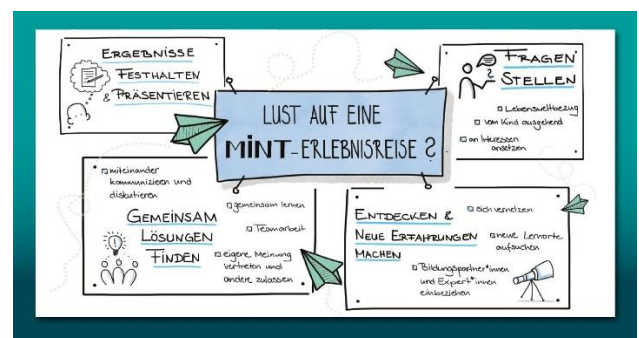 ERGEBNISSE
FESTHALTEN
& PRÄSENTIEREN
FRAGEN
STELLEN
Lebensweltbezug
vom Kind ausgehend
an Interessen
ansetzen
LUST AUF EINE
MINT-ERLEBNISREISE?
miteinander
kommunizieren und
diskutieren
GEMEINSAM
LÖSUNGEN
FINDEN
gemeinsam lernen
Teamarbeit
eigene Meinung
vertreten und
andere zulassen
ENTDECKEN &
NEUE ERFAHRUNGEN
MACHEN
sich vernetzen
neue Lernorte
aufsuchen
Bildungspartner*innen
und Expert*innen
einbeziehen